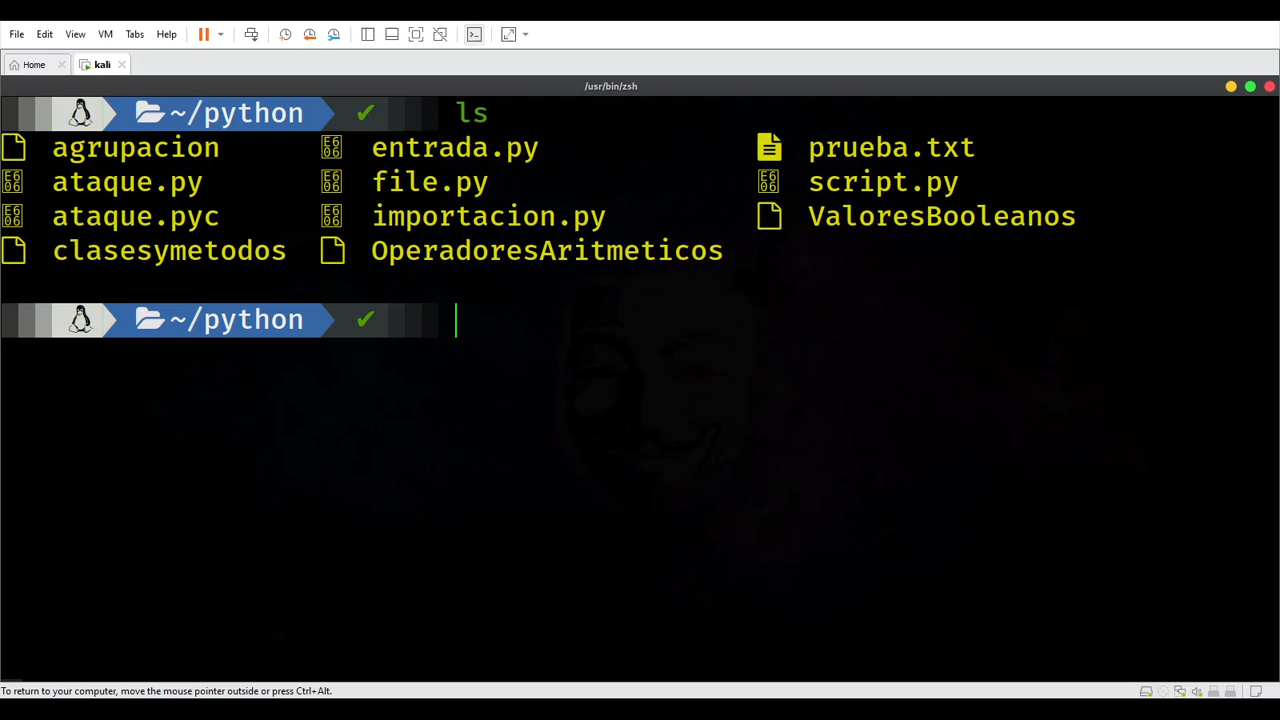 File Edit View VM Tabs Help
Home kali
/usr/bin/zsh
~/python ✔ ls
agrupacion entrada.py prueba.txt
ataque.py file.py script.py
ataque.pyc importacion.py ValoresBooleanos
clasesymetodos OperadoresAritmeticos
~/python ✔
To return to your computer, move the mouse pointer outside or press Ctrl+Alt.